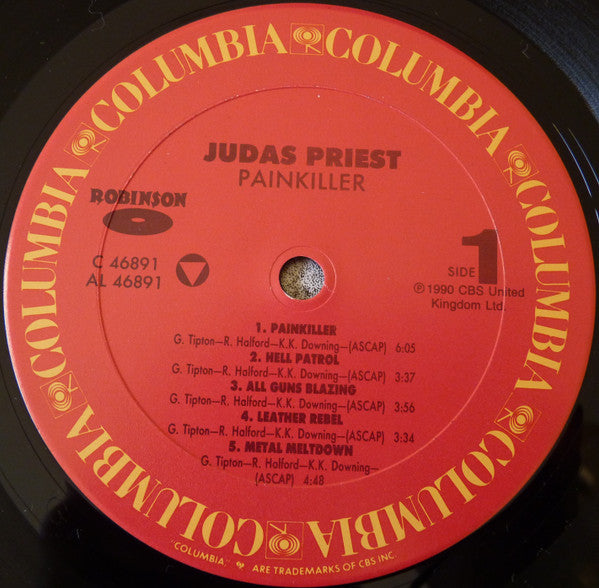 COLUMBIA COLUMBIA COLUMBIA COLUMBIA COLUMBIA COLUMBIA COLUMBIA COLUMBIA
JUDAS PRIEST
PAINKILLER
ROBINSON
C 46891
AL 46891
SIDE 1
℗ 1990 CBS United
Kingdom Ltd.
1. PAINKILLER
G. Tipton—R. Halford—K.K. Downing—(ASCAP) 6:05
2. HELL PATROL
G. Tipton—R. Halford—K.K. Downing—(ASCAP) 3:37
3. ALL GUNS BLAZING
G. Tipton—R. Halford—K.K. Downing—(ASCAP) 3:56
4. LEATHER REBEL
G. Tipton—R. Halford—K.K. Downing—(ASCAP) 3:34
5. METAL MELTDOWN
G. Tipton—R. Halford—K.K. Downing—
(ASCAP) 4:48
"COLUMBIA," ARE TRADEMARKS OF CBS INC.